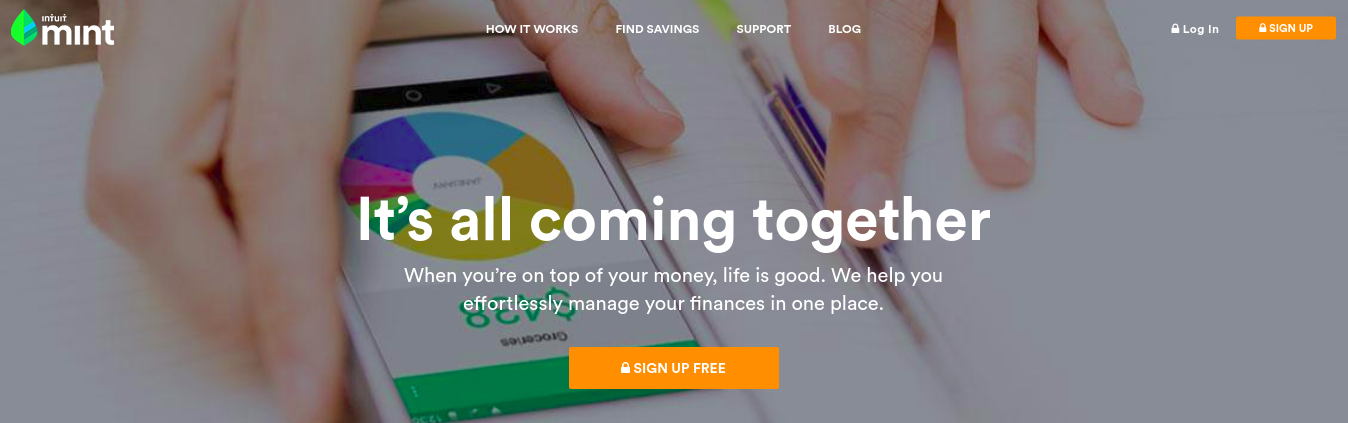 intuit
mint
HOW IT WORKS
FIND SAVINGS
SUPPORT
BLOG
Log In
SIGN UP
It's all coming together
When you're on top of your money, life is good. We help you
effortlessly manage your finances in one place.
$438
Groceries
SIGN UP FREE